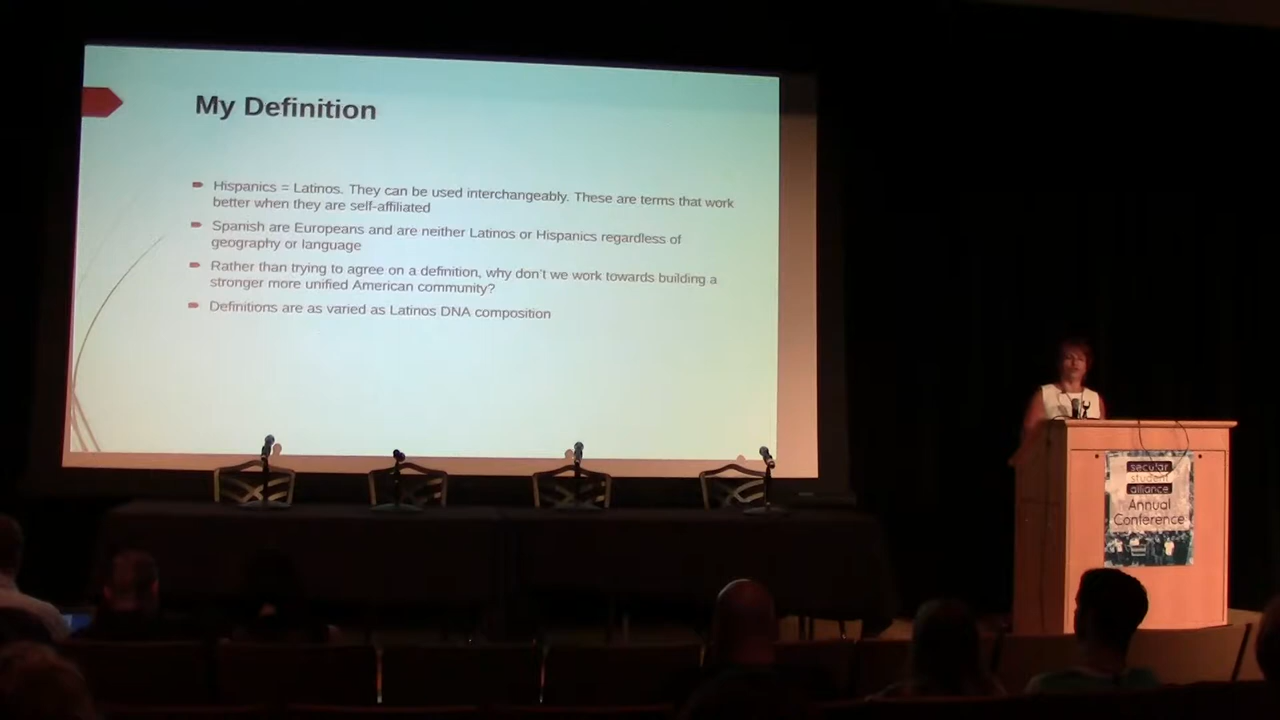 My Definition
Hispanics = Latinos. They can be used interchangeably. These are terms that work
better when they are self-affiliated
Spanish are Europeans and are neither Latinos or Hispanics regardless of
geography or language
Rather than trying to agree on a definition, why don't we work towards building a
stronger more unified American community?
Definitions are as varied as Latinos DNA composition
secular
student
alliance
Annual
Conference